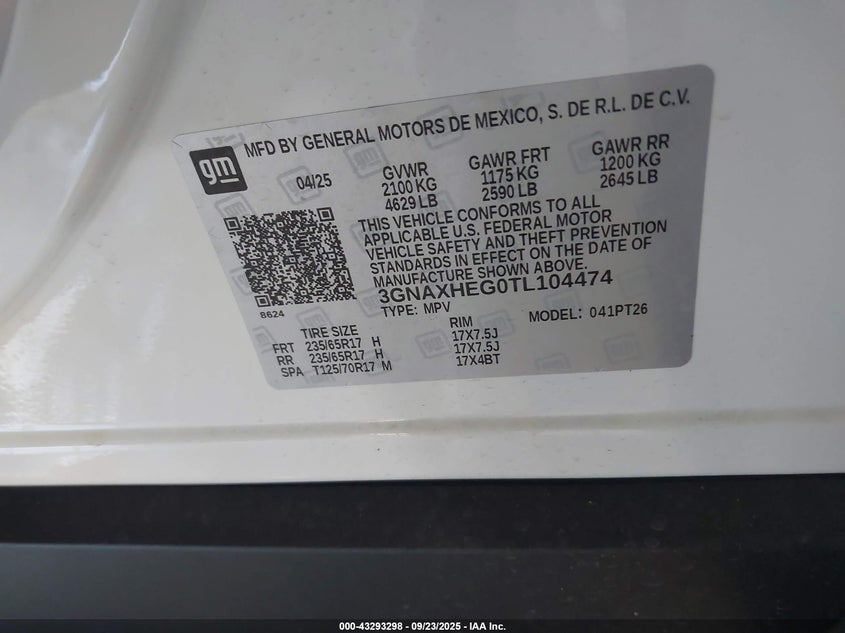 gm
MFD BY GENERAL MOTORS DE MEXICO, S. DE R.L. DE C.V.
04/25 GVWR GAWR FRT GAWR RR
2100 KG 1175 KG 1200 KG
4629 LB 2590 LB 2645 LB
THIS VEHICLE CONFORMS TO ALL
APPLICABLE U.S. FEDERAL MOTOR
VEHICLE SAFETY AND THEFT PREVENTION
STANDARDS IN EFFECT ON THE DATE OF
MANUFACTURE SHOWN ABOVE.
3GNAXHEG0TL104474
8624
TYPE: MPV MODEL: 041PT26
TIRE SIZE RIM
FRT 235/65R17 H 17X7.5J
RR 235/65R17 H 17X7.5J
SPA T125/70R17 M 17X4BT
000-43293298 - 09/23/2025 - IAA Inc.